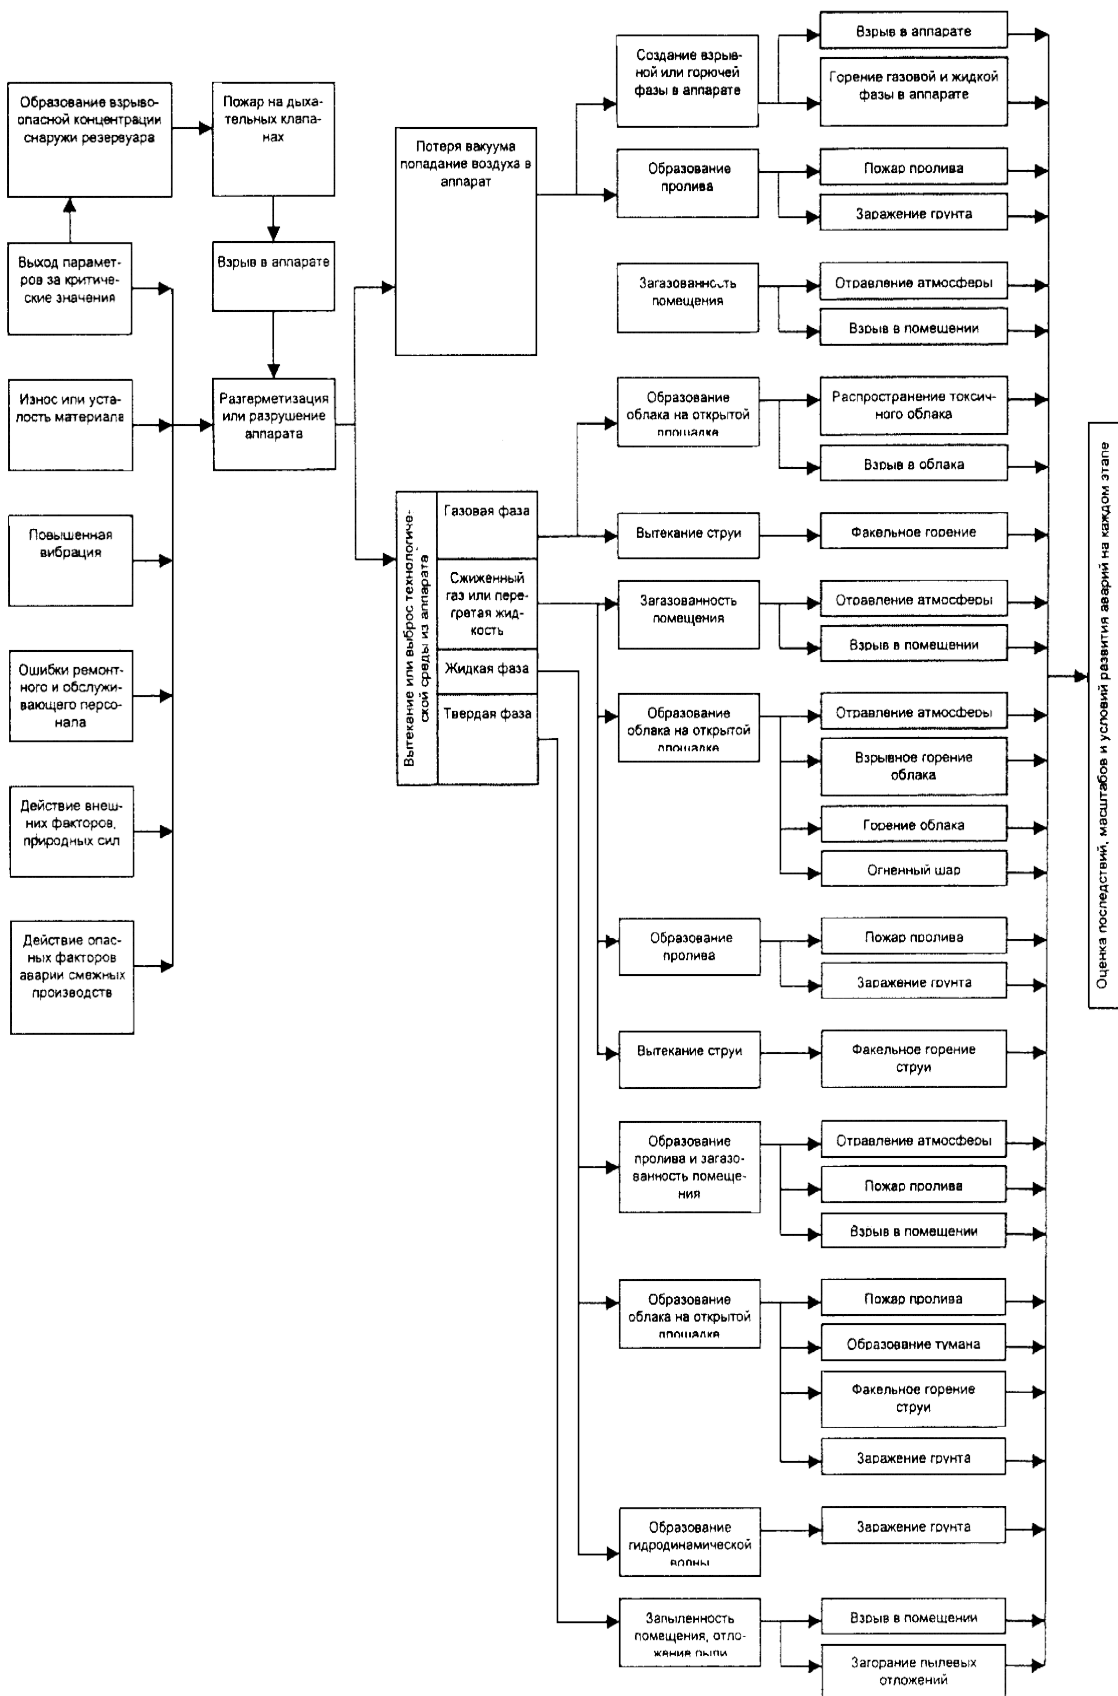 Образование взрыво-
опасной концентрации
снаружи резервуара
Пожар на дыха-
тельных клапа-
нах
Выход парамет-
ров за критиче-
ские значения
Взрыв в аппарате
Износ или уста-
лость материала
Разгерметизация
или разрушение
аппарата
Повышенная
вибрация
Ошибки ремонт-
ного и обслужи-
вающего персо-
нала
Действие внеш-
них факторов,
природных сил
Действие опас-
ных факторов
аварии смежных
производств
Потеря вакуума
попадание воздуха в
аппарат
Вытекание или выброс технологиче-
ской среды из аппарата
Газовая фаза
Сжиженный
газ или пере-
гретая жид-
кость
Жидкая фаза
Твердая фаза
Создание взрыв-
ной или горючей
фазы в аппарате
Взрыв в аппарате
Горение газовой и жидкой
фазы в аппарате
Образование
пролива
Пожар пролива
Заражение грунта
Загазованность
помещения
Отравление атмосферы
Взрыв в помещении
Образование
облака на открытой
площадке
Распространение токсич-
ного облака
Взрыв в облака
Вытекание струи
Факельное горение
Загазованность
помещения
Отравление атмосферы
Взрыв в помещении
Образование
облака на открытой
площадке
Отравление атмосферы
Взрывное горение
облака
Горение облака
Огненный шар
Образование
пролива
Пожар пролива
Заражение грунта
Вытекание струи
Факельное горение
струи
Образование
пролива и загазо-
ванность помеще-
ния
Отравление атмосферы
Пожар пролива
Взрыв в помещении
Образование
облака на открытой
площадке
Пожар пролива
Образование тумана
Факельное горение
струи
Заражение грунта
Образование
гидродинамической
волны
Заражение грунта
Запыленность
помещения, отло-
жение пыли
Взрыв в помещении
Загорание пылевых
отложений
Оценка последствий, масштабов и условий развития аварий на каждом этапе